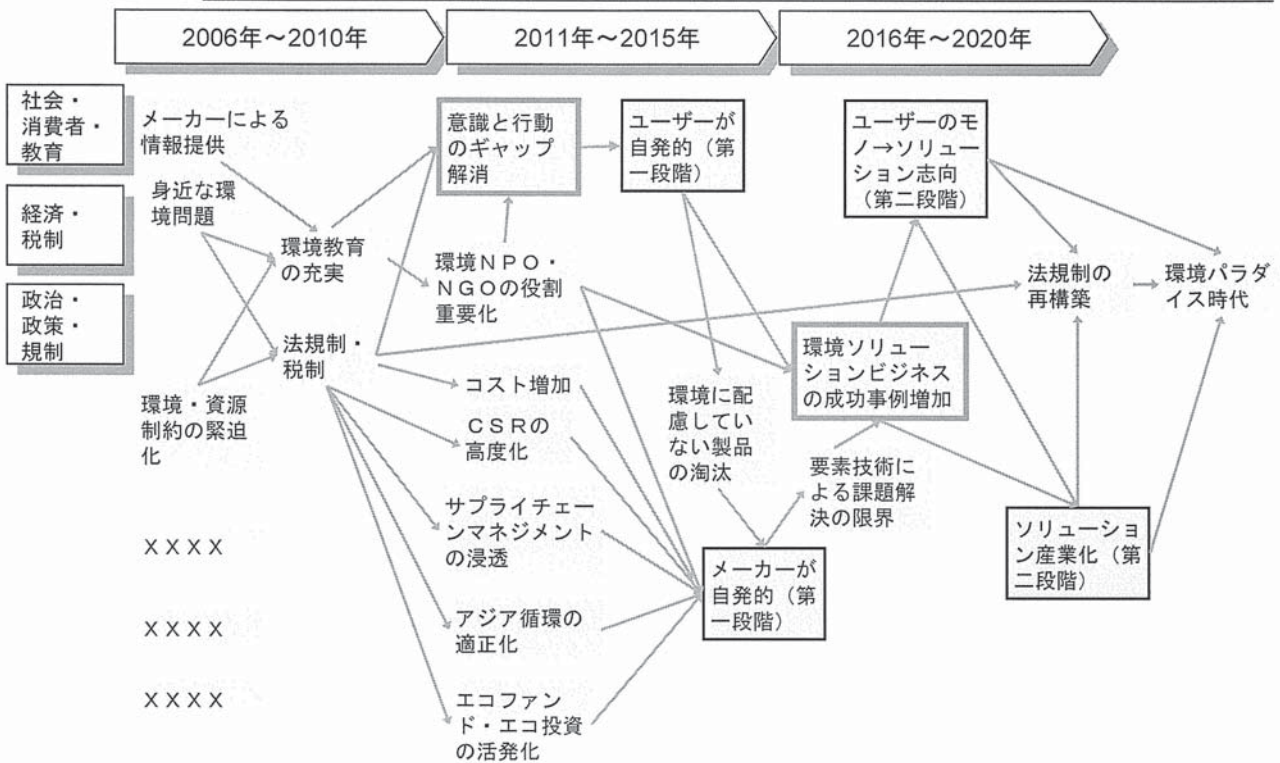 2006年～2010年
2011年～2015年
2016年～2020年
社会・
消費者・
教育
経済・
税制
政治・
政策・
規制
メーカーによる
情報提供
身近な環
境問題
環境教育
の充実
法規制・
税制
環境・資源
制約の緊迫
化
ＸＸＸＸ
ＸＸＸＸ
ＸＸＸＸ
意識と行動
のギャップ
解消
環境ＮＰＯ・
ＮＧＯの役割
重要化
コスト増加
ＣＳＲの
高度化
サプライチェー
ンマネジメント
の浸透
アジア循環の
適正化
エコファン
ド・エコ投資
の活発化
ユーザーが
自発的（第
一段階）
環境に配
慮してい
ない製品
の淘汰
メーカーが
自発的（第
一段階）
ユーザーのモ
ノ→ソリュー
ション志向
（第二段階）
環境ソリュー
ションビジネス
の成功事例増加
要素技術に
よる課題解
決の限界
法規制の
再構築
環境パラダ
イス時代
ソリューショ
ン産業化（第
二段階）